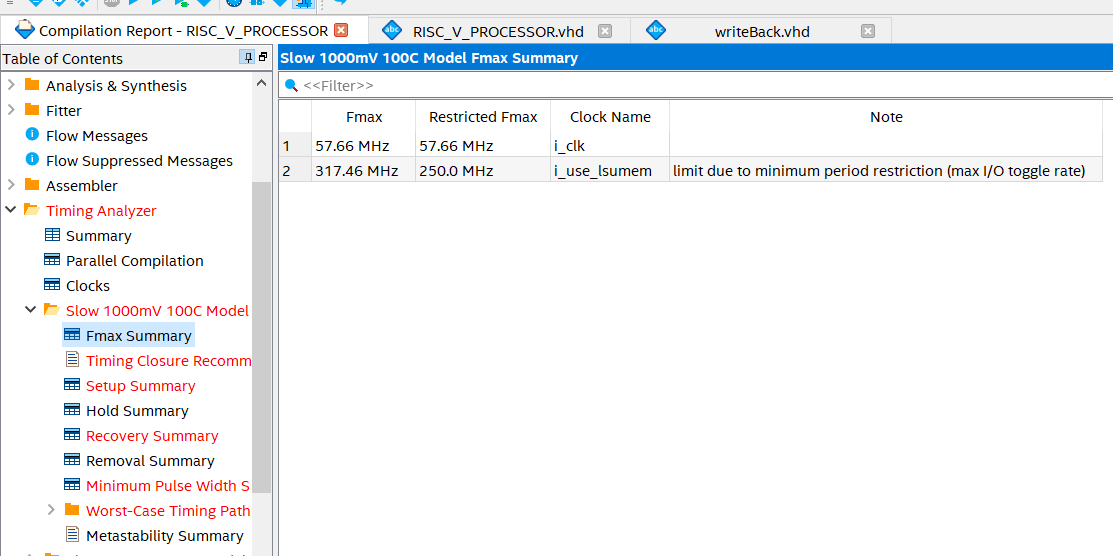 Compilation Report - RISC_V_PROCESSOR
abc RISC_V_PROCESSOR.vhd
abc writeBack.vhd
Table of Contents
Analysis & Synthesis
Fitter
Flow Messages
Flow Suppressed Messages
Assembler
Timing Analyzer
Summary
Parallel Compilation
Clocks
Slow 1000mV 100C Model
Fmax Summary
Timing Closure Recomm
Setup Summary
Hold Summary
Recovery Summary
Removal Summary
Minimum Pulse Width S
Worst-Case Timing Path
Metastability Summary
Slow 1000mV 100C Model Fmax Summary
<<Filter>>
Fmax Restricted Fmax Clock Name Note
1 57.66 MHz 57.66 MHz i_clk
2 317.46 MHz 250.0 MHz i_use_lsumem limit due to minimum period restriction (max I/O toggle rate)